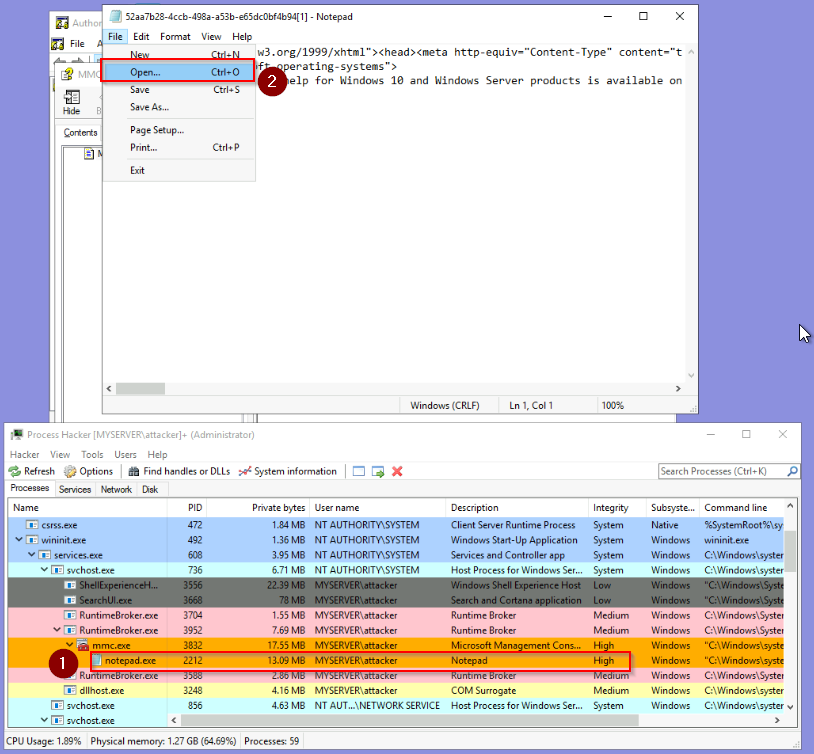 Autho
File
A
MMC
Hide
B
Contents
M
52aa7b28-4ccb-498a-a53b-e65dc0bf4b94[1] - Notepad
File Edit Format View Help
New Ctrl+N
Open... Ctrl+O
Save Ctrl+S
Save As...
Page Setup...
Print... Ctrl+P
Exit
2
w3.org/1999/xhtml"><head><meta http-equiv="Content-Type" content="t
ft-operating-systems">
help for Windows 10 and Windows Server products is available on
Windows (CRLF) Ln 1, Col 1 100%
Process Hacker [MYSERVER\attacker]+ (Administrator)
Hacker View Tools Users Help
Refresh Options Find handles or DLLs System information Search Processes (Ctrl+K)
Processes Services Network Disk
Name PID Private bytes User name Description Integrity Subsyste... Command line
csrss.exe 472 1.84 MB NT AUTHORITY\SYSTEM Client Server Runtime Process System Native %SystemRoot%\sy
wininit.exe 492 1.36 MB NT AUTHORITY\SYSTEM Windows Start-Up Application System Windows wininit.exe
services.exe 608 3.95 MB NT AUTHORITY\SYSTEM Services and Controller app System Windows C:\Windows\system
svchost.exe 736 6.71 MB NT AUTHORITY\SYSTEM Host Process for Windows Ser... System Windows C:\Windows\system
ShellExperienceH... 3556 22.39 MB MYSERVER\attacker Windows Shell Experience Host Low Windows "C:\Windows\Syste
SearchUI.exe 3668 78 MB MYSERVER\attacker Search and Cortana application Low Windows "C:\Windows\Syste
RuntimeBroker.exe 3704 1.55 MB MYSERVER\attacker Runtime Broker Medium Windows C:\Windows\System
RuntimeBroker.exe 3952 7.69 MB MYSERVER\attacker Runtime Broker Medium Windows C:\Windows\System
mmc.exe 3832 17.55 MB MYSERVER\attacker Microsoft Management Cons... High Windows "C:\Windows\Syste
1 notepad.exe 2212 13.09 MB MYSERVER\attacker Notepad High Windows "C:\Windows\Syste
RuntimeBroker.exe 3588 2.86 MB MYSERVER\attacker Runtime Broker Medium Windows C:\Windows\System
dllhost.exe 3248 4.16 MB MYSERVER\attacker COM Surrogate Medium Windows C:\Windows\system
svchost.exe 856 4.63 MB NT AUT...\NETWORK SERVICE Host Process for Windows Ser... System Windows C:\Windows\system
svchost.exe
CPU Usage: 1.89% Physical memory: 1.27 GB (64.69%) Processes: 59